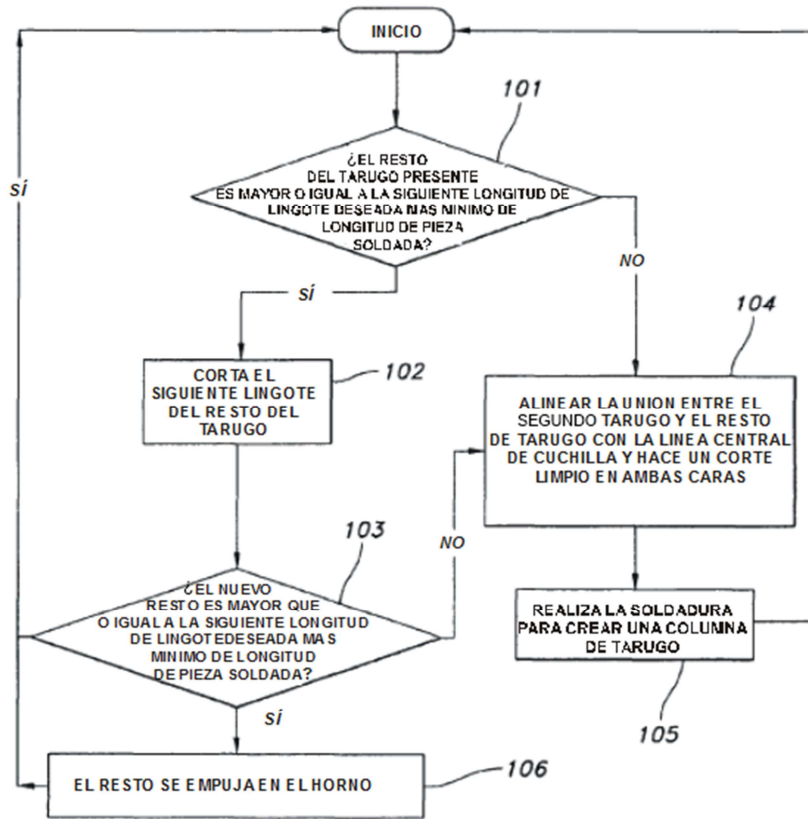 INICIO
101
¿EL RESTO
DEL TARUGO PRESENTE
ES MAYOR O IGUAL A LA SIGUIENTE LONGITUD DE
LINGOTE DESEADA MAS MINIMO DE
LONGITUD DE PIEZA
SOLDADA?
SÍ
NO
SÍ
102
CORTA EL
SIGUIENTE LINGOTE
DEL RESTO DEL
TARUGO
104
ALINEAR LA UNION ENTRE EL
SEGUNDO TARUGO Y EL RESTO
DE TARUGO CON LA LINEA CENTRAL
DE CUCHILLA Y HACE UN CORTE
LIMPIO EN AMBAS CARAS
103
NO
¿EL NUEVO
RESTO ES MAYOR QUE
O IGUAL A LA SIGUIENTE LONGITUD
DE LINGOTEDESEADA MAS
MINIMO DE LONGITUD
DE PIEZA SOLDADA?
SÍ
REALIZA LA SOLDADURA
PARA CREAR UNA COLUMNA
DE TARUGO
105
EL RESTO SE EMPUJA EN EL HORNO
106